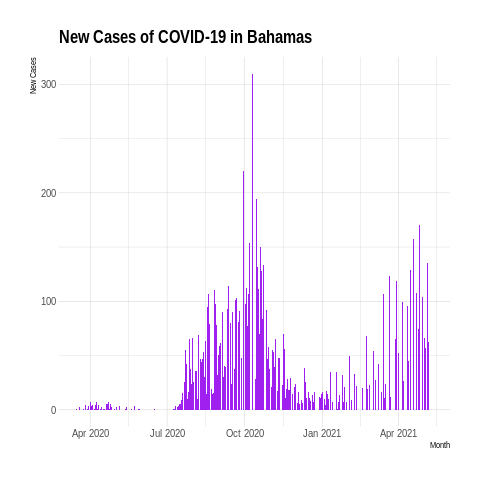 New Cases of COVID-19 in Bahamas
New Cases
300
200
100
0
Apr 2020 Jul 2020 Oct 2020 Jan 2021 Apr 2021
Month